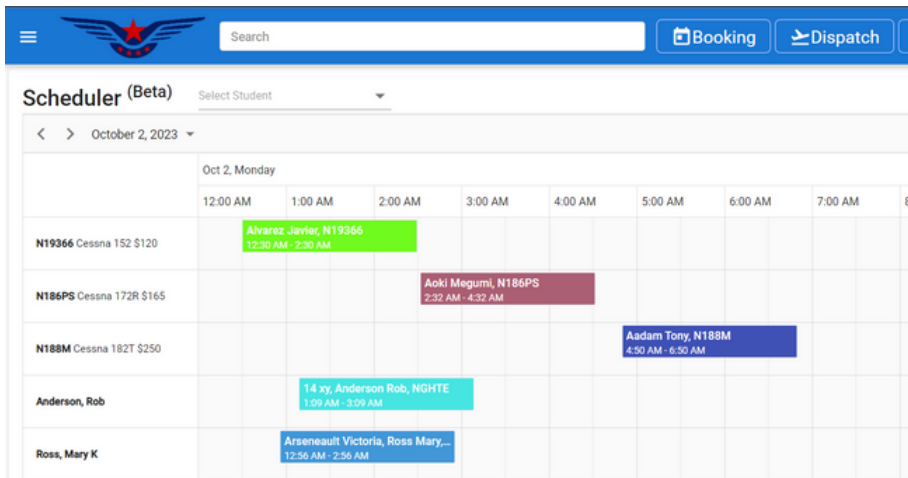 Search
Booking
Dispatch
Scheduler (Beta)
Select Student
October 2, 2023
Oct 2, Monday
12:00 AM 1:00 AM 2:00 AM 3:00 AM 4:00 AM 5:00 AM 6:00 AM 7:00 AM 8
N19366 Cessna 152 $120
Alvarez Javier, N19366
12:30 AM - 2:30 AM
N186PS Cessna 172R $165
Aoki Megumi, N186PS
2:32 AM - 4:32 AM
N188M Cessna 182T $250
Aadam Tony, N188M
4:50 AM - 6:50 AM
Anderson, Rob
14 xy, Anderson Rob, NGHTE
1:09 AM - 3:09 AM
Ross, Mary K
Arseneault Victoria, Ross Mary,...
12:56 AM - 2:56 AM